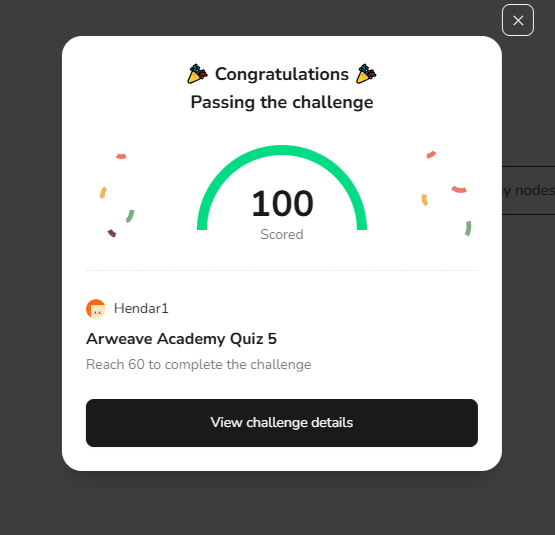 Congratulations
Passing the challenge
100
Scored
y nodes
Hendar1
Arweave Academy Quiz 5
Reach 60 to complete the challenge
View challenge details